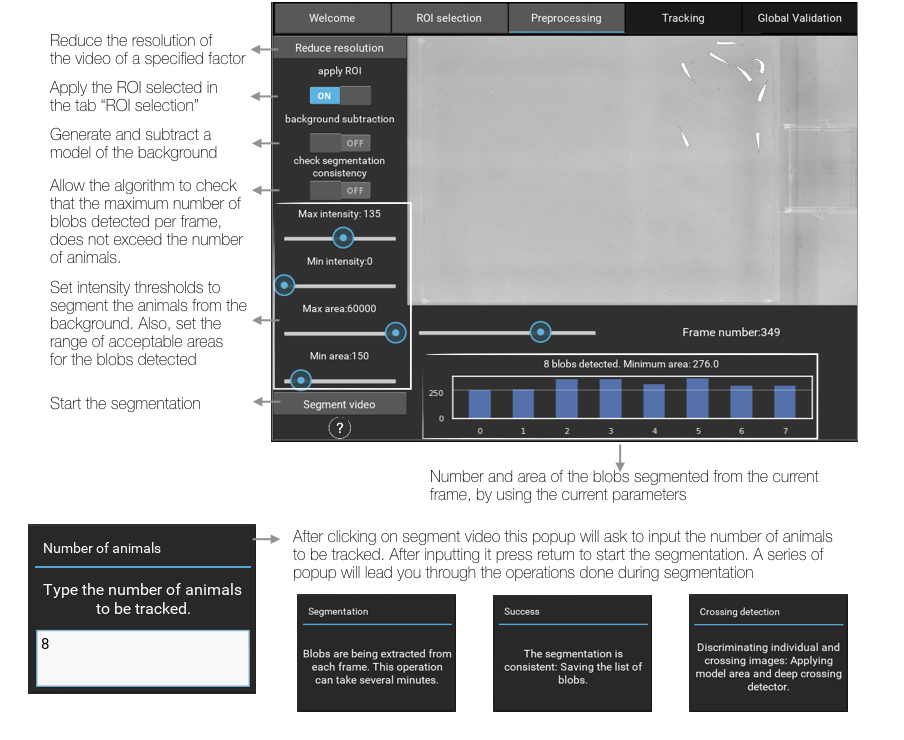 Welcome
ROI selection
Preprocessing
Tracking
Global Validation
Reduce the resolution of
the video of a specified factor
Reduce resolution
apply ROI
Apply the ROI selected in
the tab “ROI selection”
ON
background subtraction
Generate and subtract a
model of the background
OFF
check segmentation
consistency
OFF
Allow the algorithm to check
that the maximum number of
blobs detected per frame,
does not exceed the number
of animals.
Max intensity: 135
Min intensity:0
Set intensity thresholds to
segment the animals from the
background. Also, set the
range of acceptable areas
for the blobs detected
Max area:60000
Min area:150
Frame number:349
8 blobs detected. Minimum area: 276.0
250
0
0 1 2 3 4 5 6 7
Start the segmentation
Segment video
?
Number and area of the blobs segmented from the current
frame, by using the current parameters
Number of animals
Type the number of animals
to be tracked.
8
After clicking on segment video this popup will ask to input the number of animals
to be tracked. After inputting it press return to start the segmentation. A series of
popup will lead you through the operations done during segmentation
Segmentation
Blobs are being extracted from
each frame. This operation
can take several minutes.
Success
The segmentation is
consistent: Saving the list of
blobs.
Crossing detection
Discriminating individual and
crossing images: Applying
model area and deep crossing
detector.